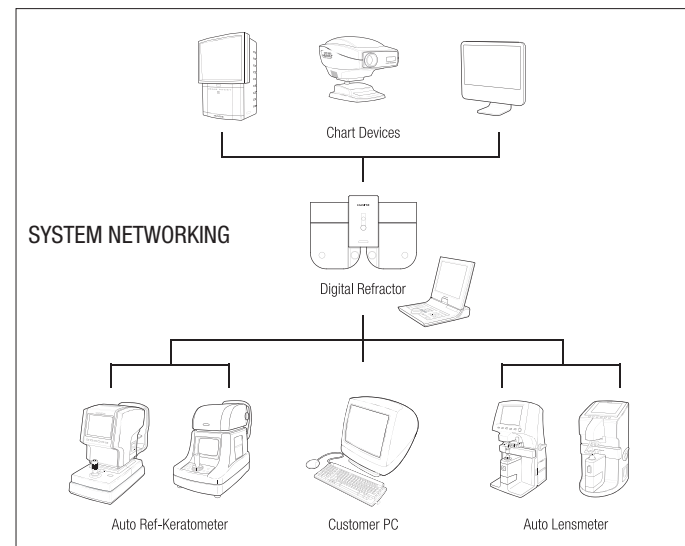 Chart Devices
SYSTEM NETWORKING
Digital Refractor
Auto Ref-Keratometer
Customer PC
Auto Lensmeter